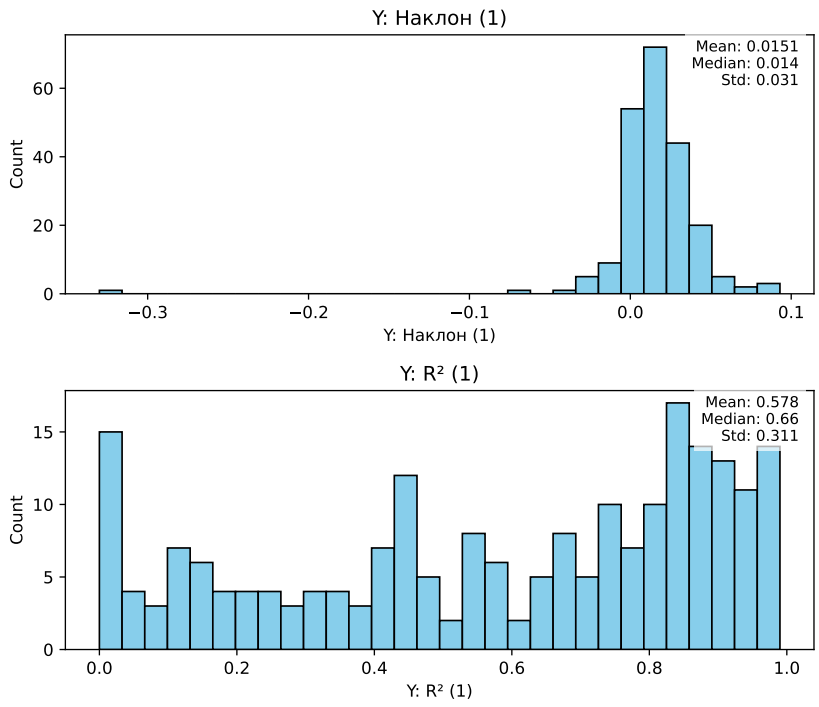 Y: Наклон (1)
Mean: 0.0151
Median: 0.014
Std: 0.031
Count
60
40
20
0
−0.3
−0.2
−0.1
0.0
0.1
Y: Наклон (1)
Y: R² (1)
Mean: 0.578
Median: 0.66
Std: 0.311
Count
15
10
5
0
0.0
0.2
0.4
0.6
0.8
1.0
Y: R² (1)